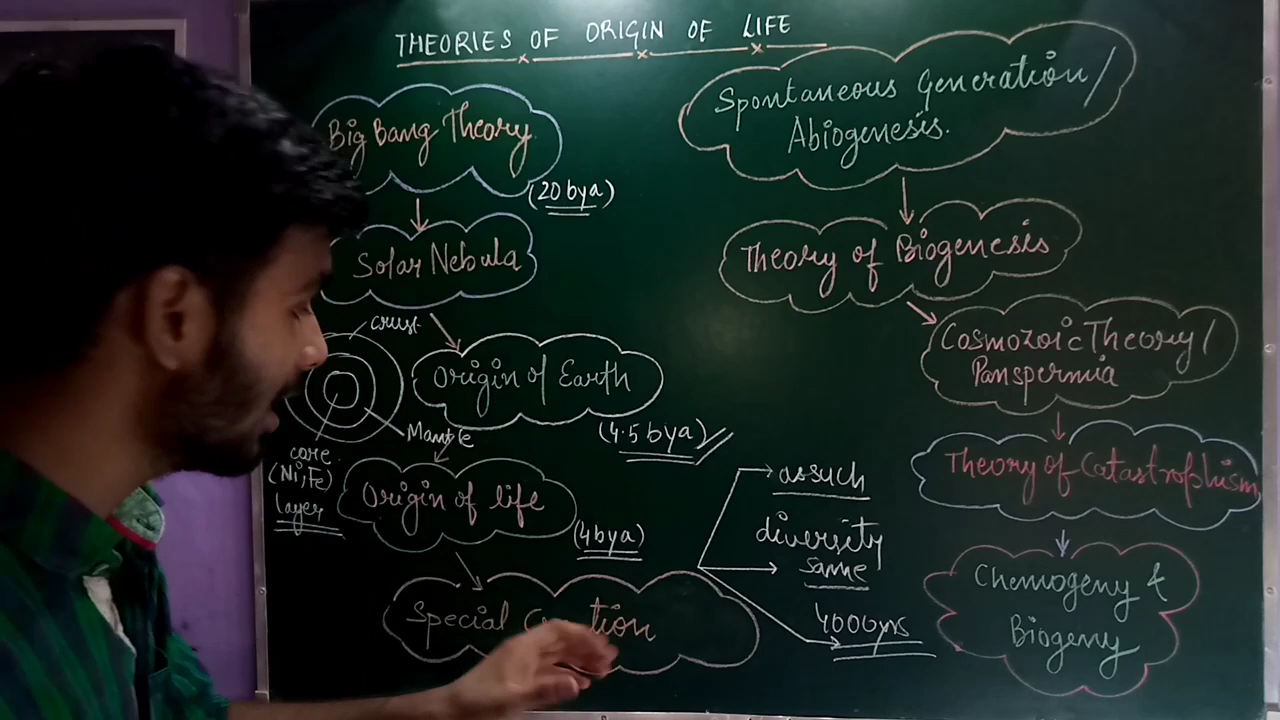 THEORIES OF ORIGIN OF LIFE
Big Bang Theory
(20 bya)
Solar Nebula
crust
Origin of Earth
(4.5 bya)
Mantle
core
(Ni, Fe)
layer
Origin of life
(4 bya)
Special
as such
diversity
same
4000yrs
Spontaneous Generation/
Abiogenesis.
Theory of Biogenesis
Cosmozoic Theory/
Panspermia
Theory of Catastrophism
Chemogeny &
Biogeny